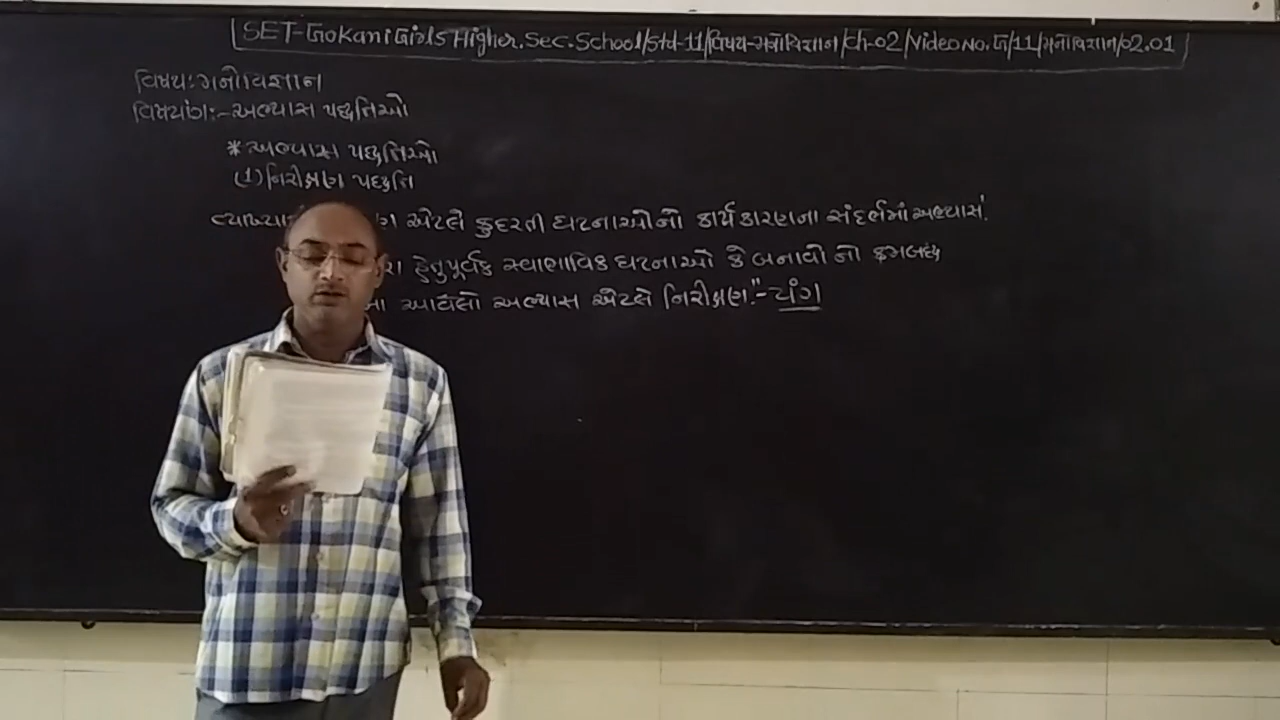 SET-Gokani Girls Higher.Sec.School/Std-11/વિષય-મનોવિજ્ઞાન/ch-02/Video No.G/11/મનોવિજ્ઞાન/02.01
વિષય:મનોવિજ્ઞાન
વિષયાંગ:-અભ્યાસ પદ્ધતિઓ
* અભ્યાસ પદ્ધતિઓ
(1) નિરીક્ષણ પદ્ધતિ
એટલે કુદરતી ઘટનાઓનો કાર્યકારણના સંદર્ભમાં અભ્યાસ.
હેતુપૂર્વક સ્વાભાવિક ઘટનાઓ કે બનાવોનો ક્રમબદ્ધ
આવેલો અભ્યાસ એટલે નિરીક્ષણ."-યંગ